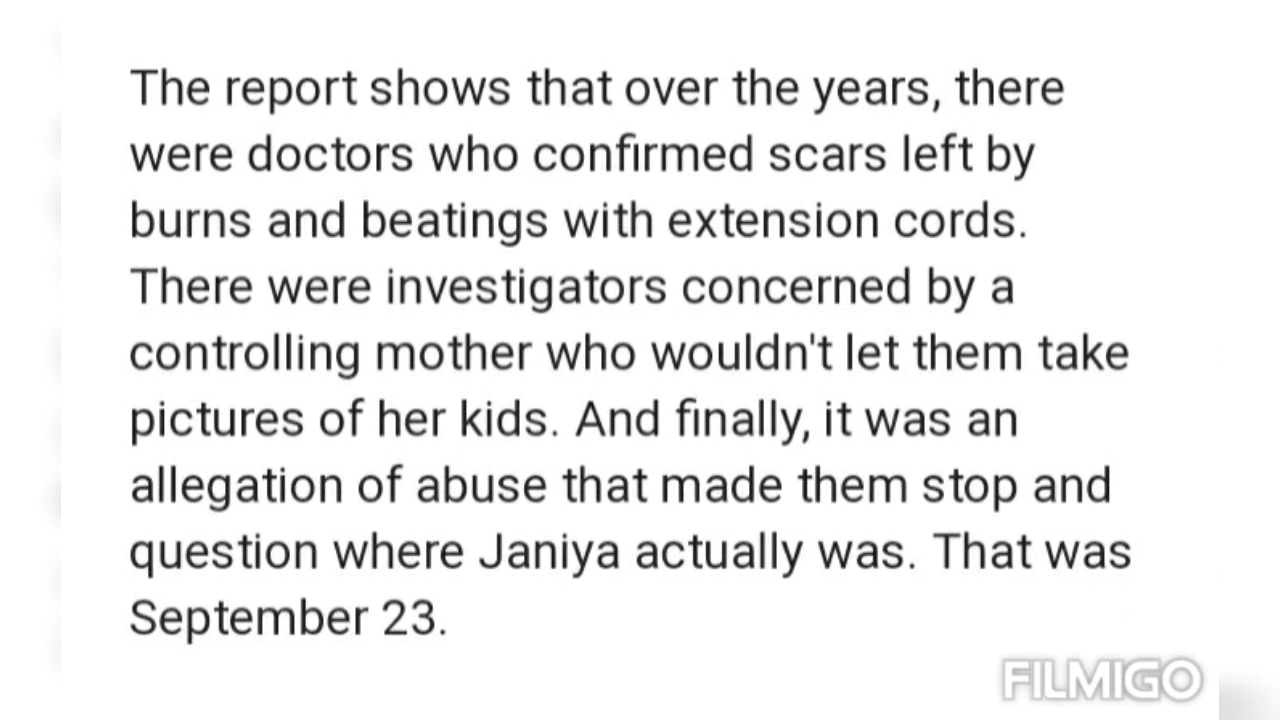 The report shows that over the years, there
were doctors who confirmed scars left by
burns and beatings with extension cords.
There were investigators concerned by a
controlling mother who wouldn't let them take
pictures of her kids. And finally, it was an
allegation of abuse that made them stop and
question where Janiya actually was. That was
September 23.
FILMIGO